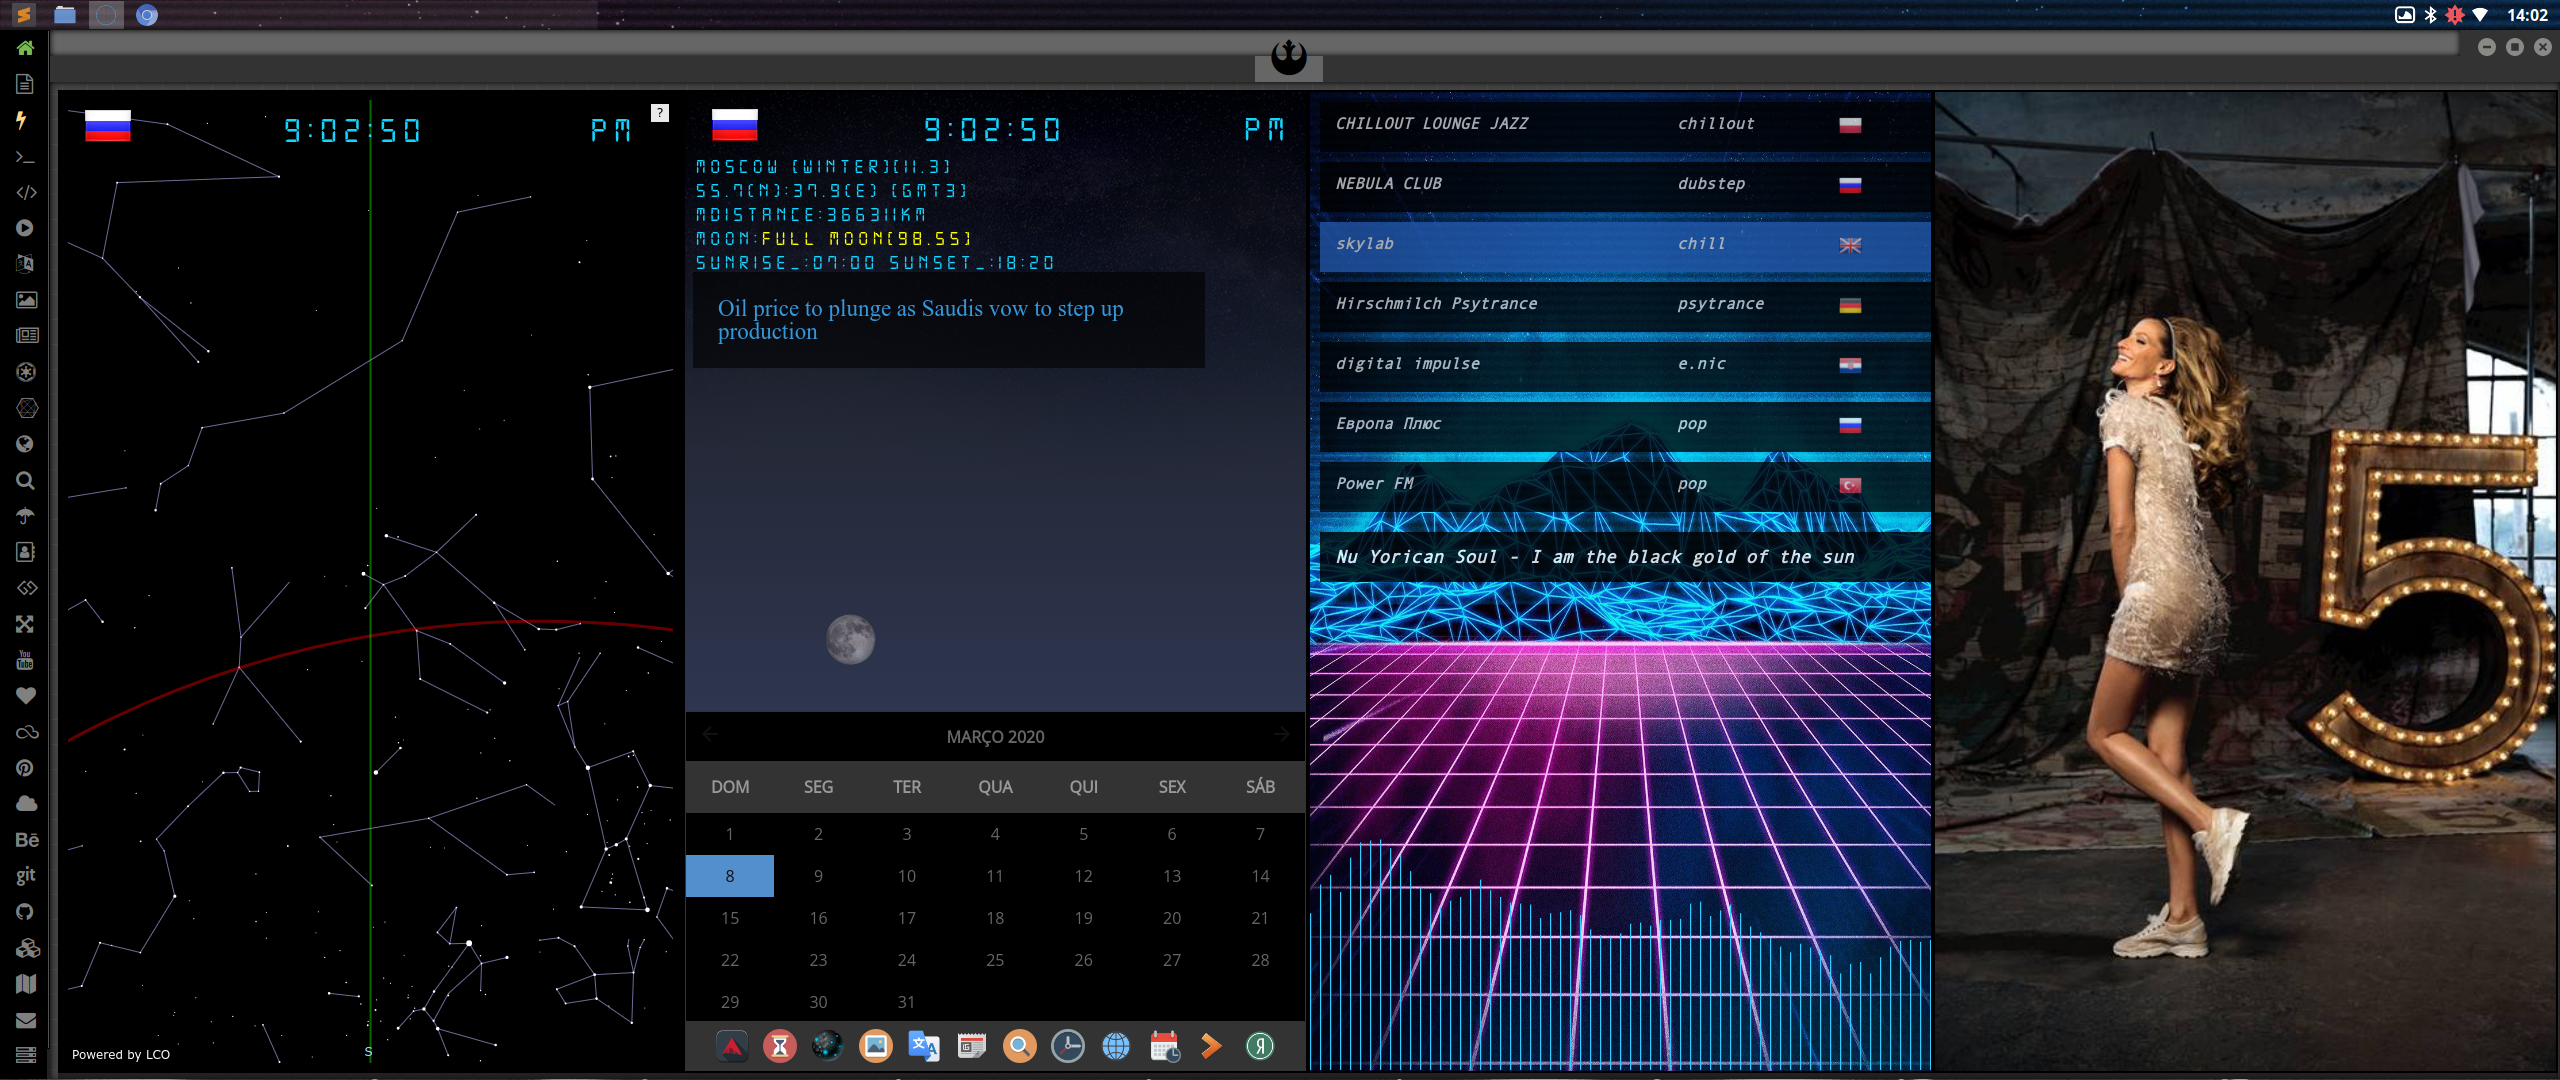 14:02
9:02:50 PM
?
S
Powered by LCO
9:02:50 PM
MOSCOW [WINTER][11.3]
55.7[N]:37.9[E] [GMT3]
MDISTANCE:366311KM
MOON:FULL MOON[98.55]
SUNRISE_:07:00 SUNSET_:18:20
Oil price to plunge as Saudis vow to step up
production
MARÇO 2020
DOM SEG TER QUA QUI SEX SÁB
1 2 3 4 5 6 7
8 9 10 11 12 13 14
15 16 17 18 19 20 21
22 23 24 25 26 27 28
29 30 31
CHILLOUT LOUNGE JAZZ chillout
NEBULA CLUB dubstep
skylab chill
Hirschmilch Psytrance psytrance
digital impulse e.nic
Европа Плюс pop
Power FM pop
Nu Yorican Soul - I am the black gold of the sun
You
Tube
Bē
git
5